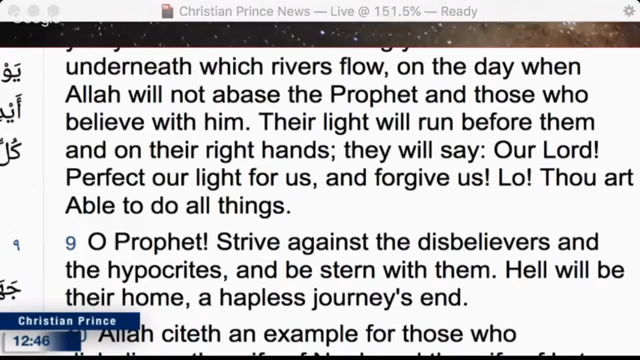 Christian Prince News — Live @ 151.5% — Ready
underneath which rivers flow, on the day when
Allah will not abase the Prophet and those who
believe with him. Their light will run before them
and on their right hands; they will say: Our Lord!
Perfect our light for us, and forgive us! Lo! Thou art
Able to do all things.
٩
9 O Prophet! Strive against the disbelievers and
the hypocrites, and be stern with them. Hell will be
their home, a hapless journey's end.
Christian Prince
12:46
Allah citeth an example for those who